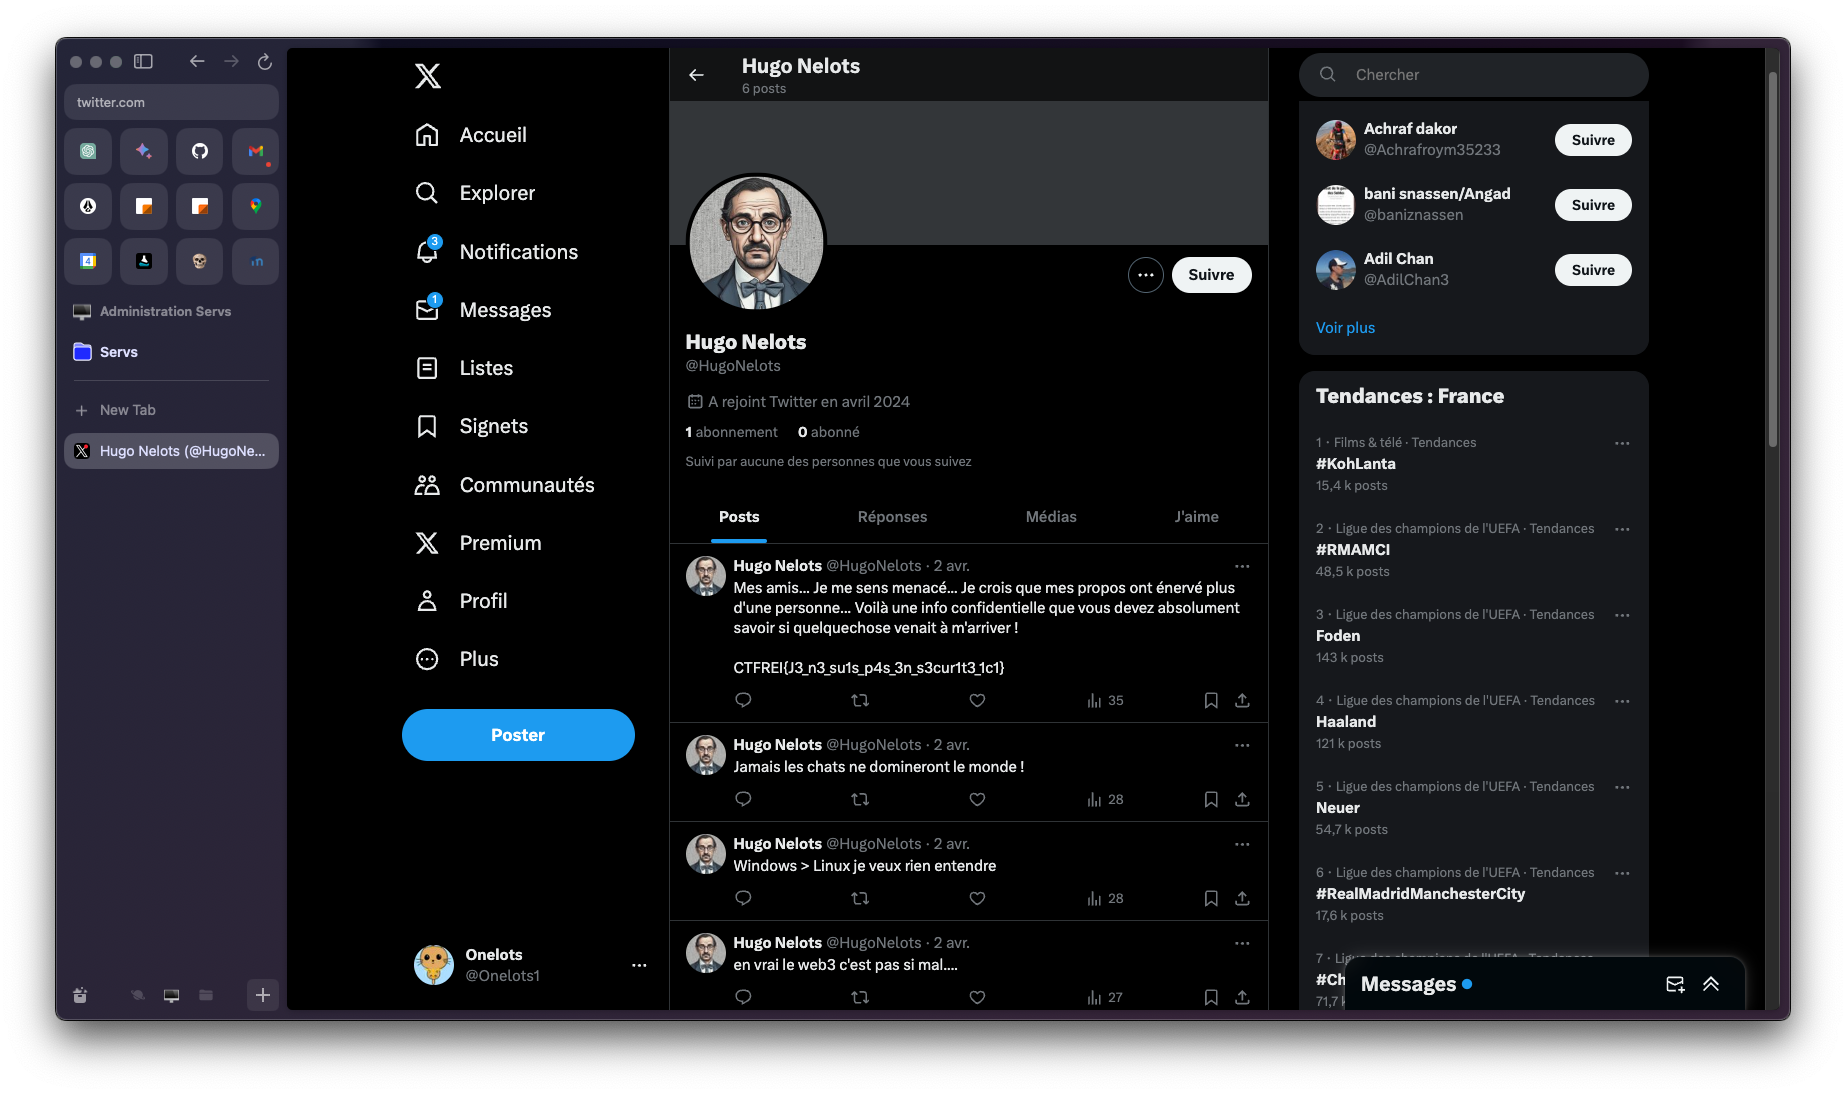 twitter.com
Administration Servs
Servs
New Tab
Hugo Nelots (@HugoNe...
Accueil
Explorer
3
Notifications
1
Messages
Listes
Signets
Communautés
Premium
Profil
Plus
Poster
Onelots
@Onelots1
Hugo Nelots
6 posts
Suivre
Hugo Nelots
@HugoNelots
A rejoint Twitter en avril 2024
1 abonnement 0 abonné
Suivi par aucune des personnes que vous suivez
Posts Réponses Médias J'aime
Hugo Nelots @HugoNelots · 2 avr.
Mes amis... Je me sens menacé... Je crois que mes propos ont énervé plus
d'une personne... Voilà une info confidentielle que vous devez absolument
savoir si quelquechose venait à m'arriver !
CTFREI{J3_n3_su1s_p4s_3n_s3cur1t3_1c1}
35
Hugo Nelots @HugoNelots · 2 avr.
Jamais les chats ne domineront le monde !
28
Hugo Nelots @HugoNelots · 2 avr.
Windows > Linux je veux rien entendre
28
Hugo Nelots @HugoNelots · 2 avr.
en vrai le web3 c'est pas si mal....
27
Chercher
Achraf dakor
@Achrafroym35233
Suivre
bani snassen/Angad
@baniznassen
Suivre
Adil Chan
@AdilChan3
Suivre
Voir plus
Tendances : France
1 · Films & télé · Tendances
#KohLanta
15,4 k posts
2 · Ligue des champions de l'UEFA · Tendances
#RMAMCI
48,5 k posts
3 · Ligue des champions de l'UEFA · Tendances
Foden
143 k posts
4 · Ligue des champions de l'UEFA · Tendances
Haaland
121 k posts
5 · Ligue des champions de l'UEFA · Tendances
Neuer
54,7 k posts
6 · Ligue des champions de l'UEFA · Tendances
#RealMadridManchesterCity
17,6 k posts
7 ·
#Ch
71,7 k
Messages